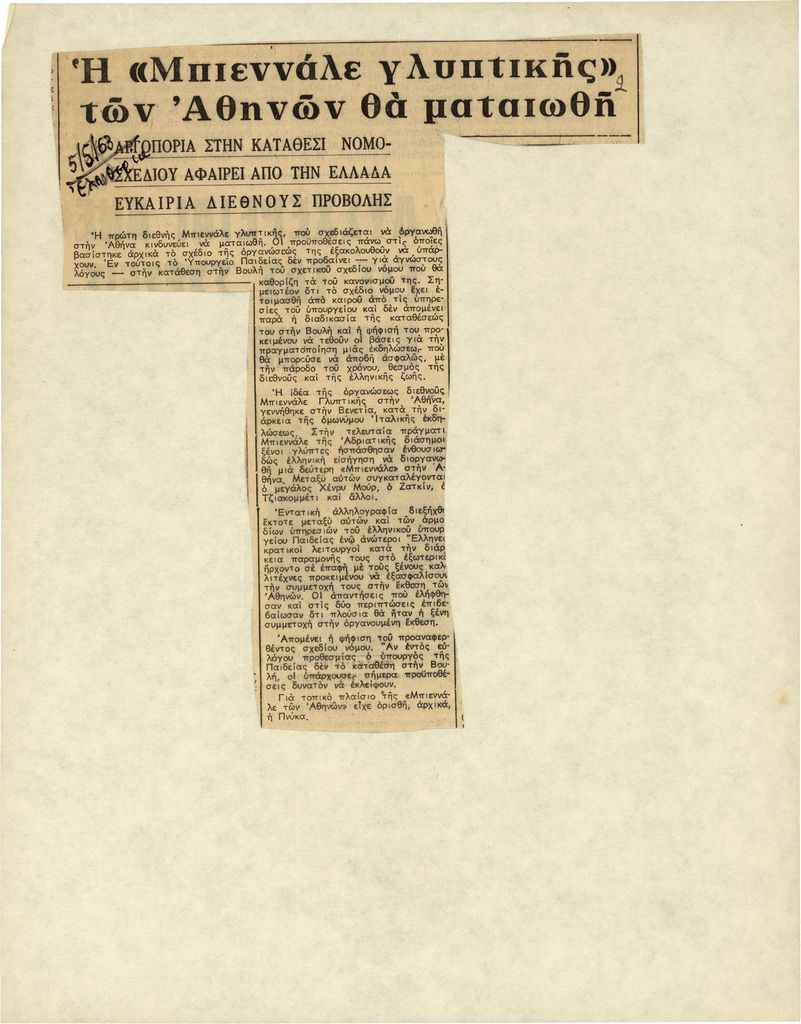 Ἡ «Μπιεννάλε γλυπτικῆς»
τῶν Ἀθηνῶν θὰ ματαιωθῆ
2
5/5/63
ΑΡΓΟΠΟΡΙΑ ΣΤΗΝ ΚΑΤΑΘΕΣΙ ΝΟΜΟ-
ΣΧΕΔΙΟΥ ΑΦΑΙΡΕΙ ΑΠΟ ΤΗΝ ΕΛΛΑΔΑ
ΕΥΚΑΙΡΙΑ ΔΙΕΘΝΟΥΣ ΠΡΟΒΟΛΗΣ
Ἡ πρώτη διεθνὴς Μπιεννάλε γλυπτικῆς, ποὺ σχεδιάζεται νὰ ὀργανωθῆ
στὴν Ἀθήνα κινδυνεύει νὰ ματαιωθῆ. Οἱ προϋποθέσεις πάνω στὶς ὁποῖες
βασίστηκε ἀρχικὰ τὸ σχέδιο τῆς ὀργανώσεώς της ἐξακολουθοῦν νὰ ὑπάρ-
χουν. Ἐν τούτοις τὸ Ὑπουργεῖο Παιδείας δὲν προβαίνει — γιὰ ἀγνώστους
λόγους — στὴν κατάθεση στὴν Βουλὴ τοῦ σχετικοῦ σχεδίου νόμου ποὺ θὰ
καθορίζη τὰ τοῦ κανονισμοῦ της. Ση-
μειωτέον ὅτι τὸ σχέδιο νόμου ἔχει ἑ-
τοιμασθῆ ἀπὸ καιροῦ ἀπὸ τὶς ὑπηρε-
σίες τοῦ ὑπουργείου καὶ δὲν ἀπομένει
παρὰ ἡ διαδικασία τῆς καταθέσεώς
του στὴν Βουλὴ καὶ ἡ ψήφισή του προ-
κειμένου νὰ τεθοῦν οἱ βάσεις γιὰ τὴν
πραγματοποίηση μιᾶς ἐκδηλώσεως ποὺ
θὰ μποροῦσε νὰ ἀποβῆ ἀσφαλῶς, μὲ
τὴν πάροδο τοῦ χρόνου, θεσμὸς τῆς
διεθνοῦς καὶ τῆς ἑλληνικῆς ζωῆς.
Ἡ ἰδέα τῆς ὀργανώσεως διεθνοῦς
Μπιεννάλε Γλυπτικῆς στὴν Ἀθήνα,
γεννήθηκε στὴν Βενετία, κατὰ τὴν δι-
άρκεια τῆς ὁμωνύμου Ἰταλικῆς ἐκδη-
λώσεως. Στὴν τελευταία πράγματι
Μπιεννάλε τῆς Ἀδριατικῆς διάσημοι
ξένοι γλύπτες ἠσπάσθησαν ἐνθουσιω-
δῶς ἑλληνικὴ εἰσήγηση νὰ διοργανω-
θῆ μιὰ δεύτερη «Μπιεννάλε» στὴν Ἀ-
θήνα. Μεταξὺ αὐτῶν συγκαταλέγονται
ὁ μεγάλος Χένρυ Μούρ, ὁ Ζατκίν, ὁ
Τζιακομμέτι καὶ ἄλλοι.
Ἐντατικὴ ἀλληλογραφία διεξήχθη
ἔκτοτε μεταξὺ αὐτῶν καὶ τῶν ἁρμο
δίων ὑπηρεσιῶν τοῦ ἑλληνικοῦ ὑπουρ
γείου Παιδείας ἐνῶ ἀνώτεροι Ἕλληνες
κρατικοὶ λειτουργοὶ κατὰ τὴν διάρ
κεια παραμονῆς τους στὸ ἐξωτερικὸ
ἤρχοντο σὲ ἐπαφὴ μὲ τοὺς ξένους καλ
λιτέχνες προκειμένου νὰ ἐξασφαλίσουν
τὴν συμμετοχή τους στὴν ἔκθεση τῶν
Ἀθηνῶν. Οἱ ἀπαντήσεις ποὺ ἐλήφθη-
σαν καὶ στὶς δύο περιπτώσεις ἐπιβε-
βαίωσαν ὅτι πλούσια θὰ ἦταν ἡ ξένη
συμμετοχὴ στὴν ὀργανουμένη ἔκθεση.
Ἀπομένει ἡ ψήφιση τοῦ προαναφερ-
θέντος σχεδίου νόμου. Ἂν ἐντὸς εὐ-
λόγου προθεσμίας ὁ ὑπουργὸς τῆς
Παιδείας δὲν τὸ καταθέση στὴν Βου-
λή, οἱ ὑπάρχουσες σήμερα προϋποθέ-
σεις δυνατὸν νὰ ἐκλείψουν.
Γιὰ τοπικὸ πλαίσιο τῆς «Μπιεννά-
λε τῶν Ἀθηνῶν» εἶχε ὁρισθῆ, ἀρχικά,
ἡ Πνύκα.